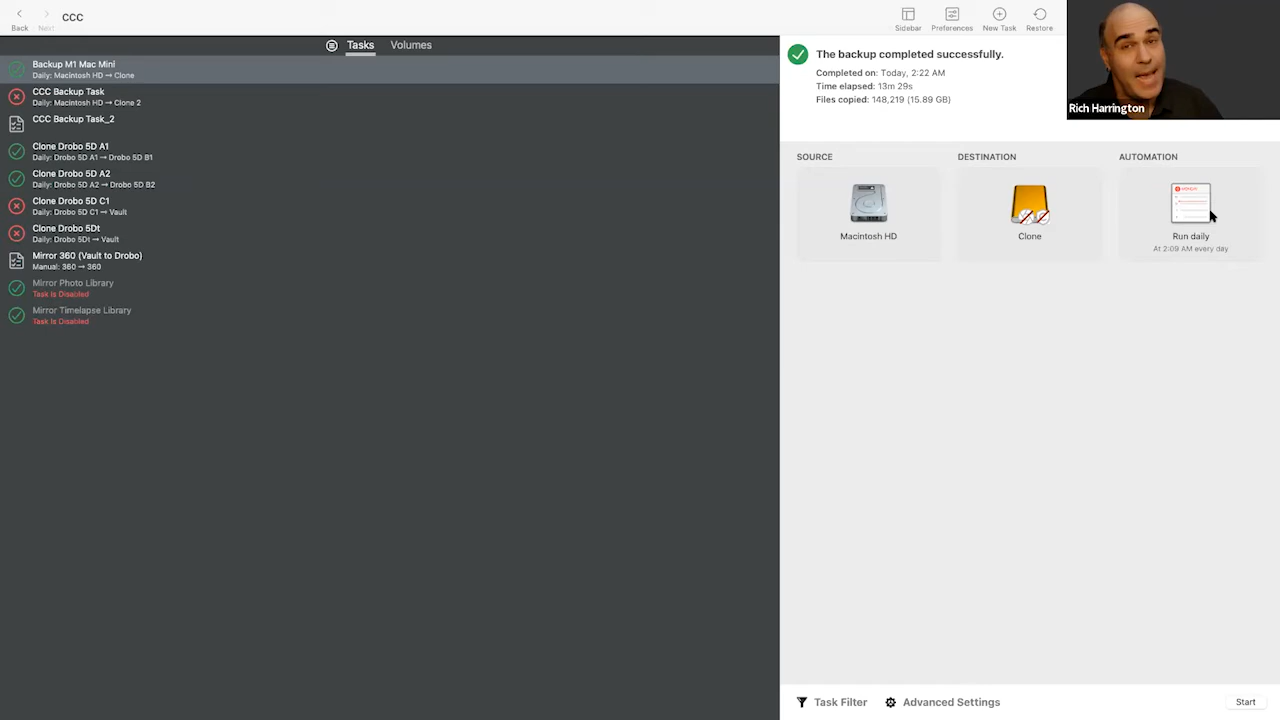 Back
Next
CCC
Sidebar
Preferences
New Task
Restore
Tasks
Volumes
Backup M1 Mac Mini
Daily: Macintosh HD → Clone
CCC Backup Task
Daily: Macintosh HD → Clone 2
CCC Backup Task_2
Clone Drobo 5D A1
Daily: Drobo 5D A1 → Drobo 5D B1
Clone Drobo 5D A2
Daily: Drobo 5D A2 → Drobo 5D B2
Clone Drobo 5D C1
Daily: Drobo 5D C1 → Vault
Clone Drobo 5Dt
Daily: Drobo 5D1 → Vault
Mirror 360 (Vault to Drobo)
Manual: 360 → 360
Mirror Photo Library
Task is Disabled
Mirror Timelapse Library
Task is Disabled
The backup completed successfully.
Completed on: Today, 2:22 AM
Time elapsed: 13m 29s
Files copied: 148,219 (15.89 GB)
Rich Harrington
SOURCE
DESTINATION
AUTOMATION
Macintosh HD
Clone
Run daily
At 2:09 AM every day
Task Filter
Advanced Settings
Start